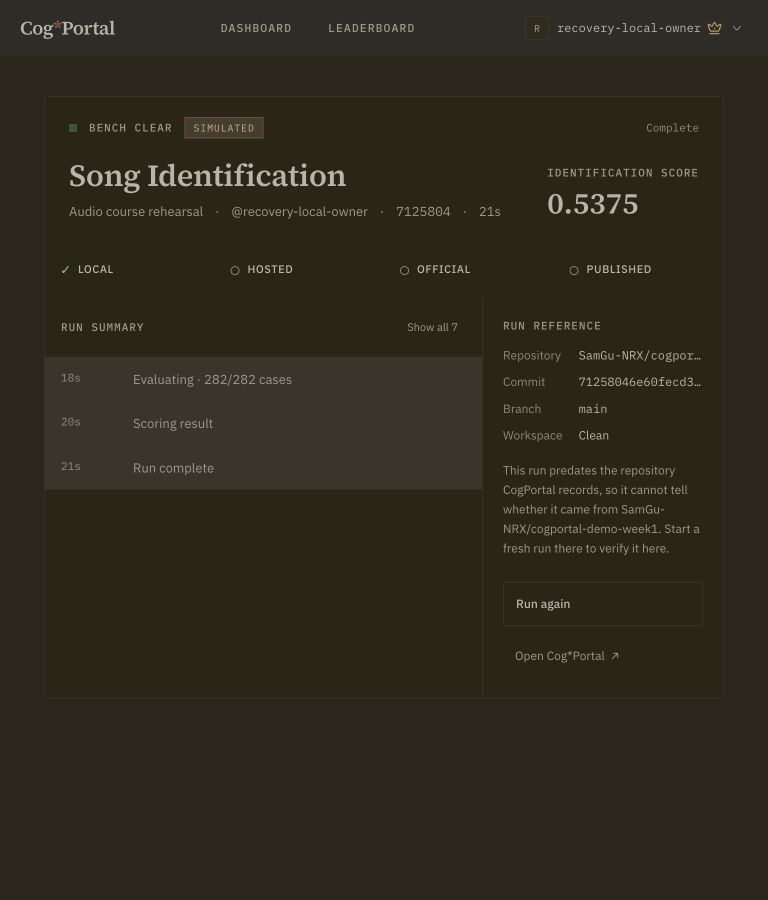 Cog*Portal DASHBOARD LEADERBOARD R recovery-local-owner
BENCH CLEAR SIMULATED Complete
Song Identification
Audio course rehearsal · @recovery-local-owner · 7125804 · 21s
IDENTIFICATION SCORE
0.5375
✓ LOCAL ○ HOSTED ○ OFFICIAL ○ PUBLISHED
RUN SUMMARY Show all 7
18s Evaluating · 282/282 cases
20s Scoring result
21s Run complete
RUN REFERENCE
Repository SamGu-NRX/cogpor…
Commit 71258046e60fecd3…
Branch main
Workspace Clean
This run predates the repository
CogPortal records, so it cannot tell
whether it came from SamGu-
NRX/cogportal-demo-week1. Start a
fresh run there to verify it here.
Run again
Open Cog*Portal ↗